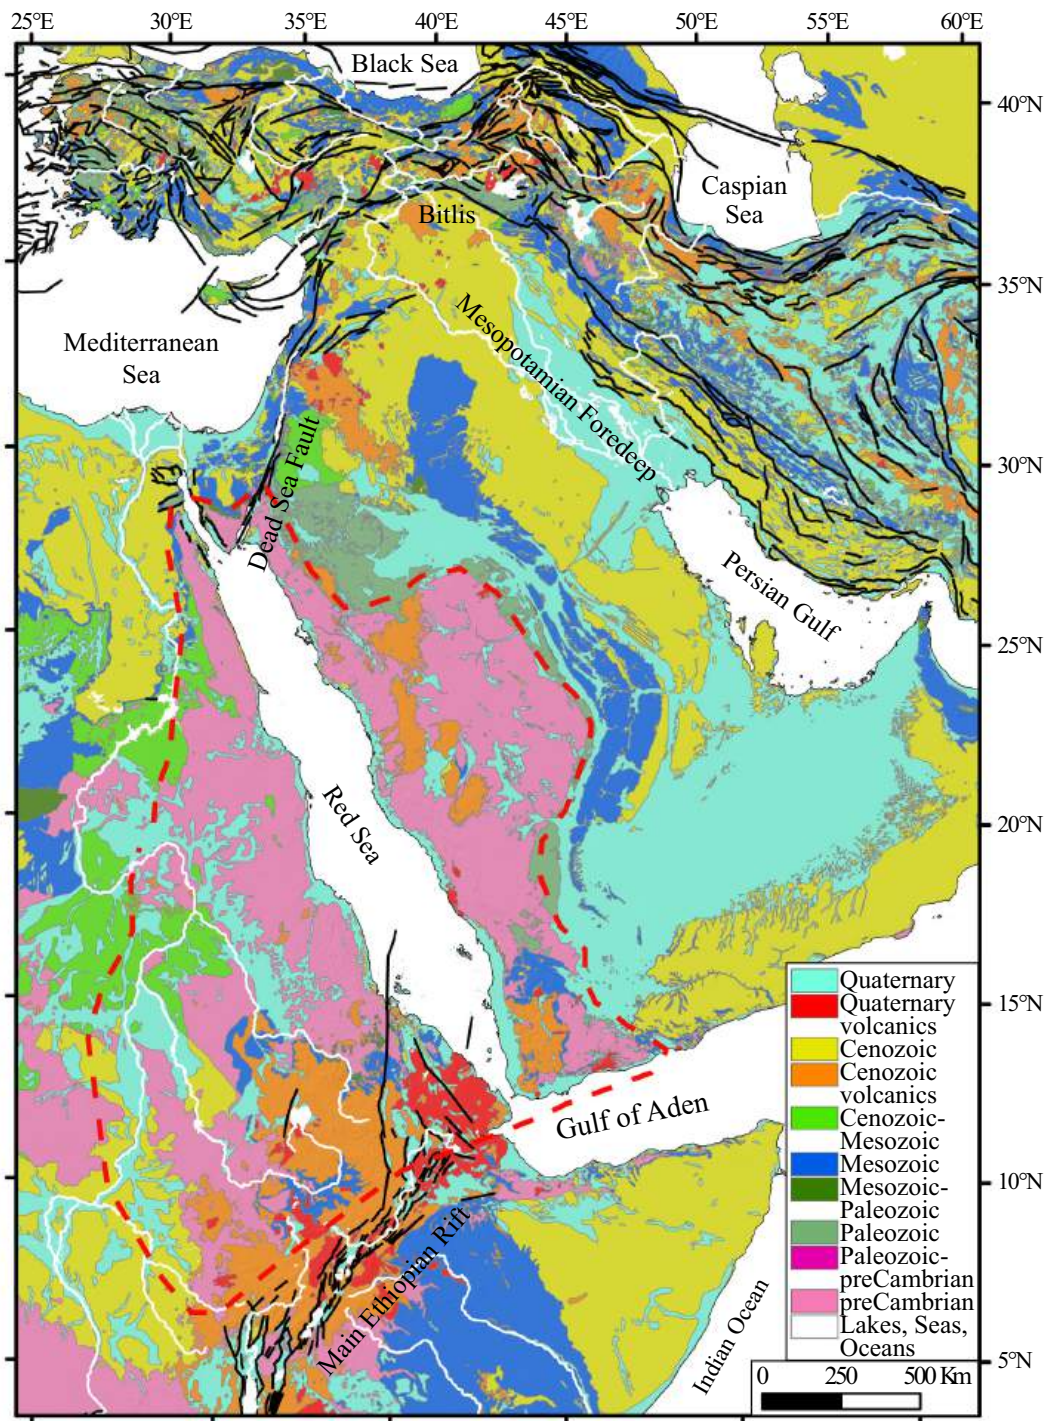 25°E 30°E 35°E 40°E 45°E 50°E 55°E 60°E
Black Sea
40°N
Caspian
Sea
Bitlis
35°N
Mesopotamian Foredeep
Mediterranean
Sea
Dead Sea Fault
30°N
Persian Gulf
25°N
Red Sea
20°N
15°N
Gulf of Aden
10°N
Main Ethiopian Rift
Indian Ocean
5°N
Quaternary
Quaternary
volcanics
Cenozoic
Cenozoic
volcanics
Cenozoic-
Mesozoic
Mesozoic
Mesozoic-
Paleozoic
Paleozoic
Paleozoic-
preCambrian
preCambrian
Lakes, Seas,
Oceans
0 250 500 Km